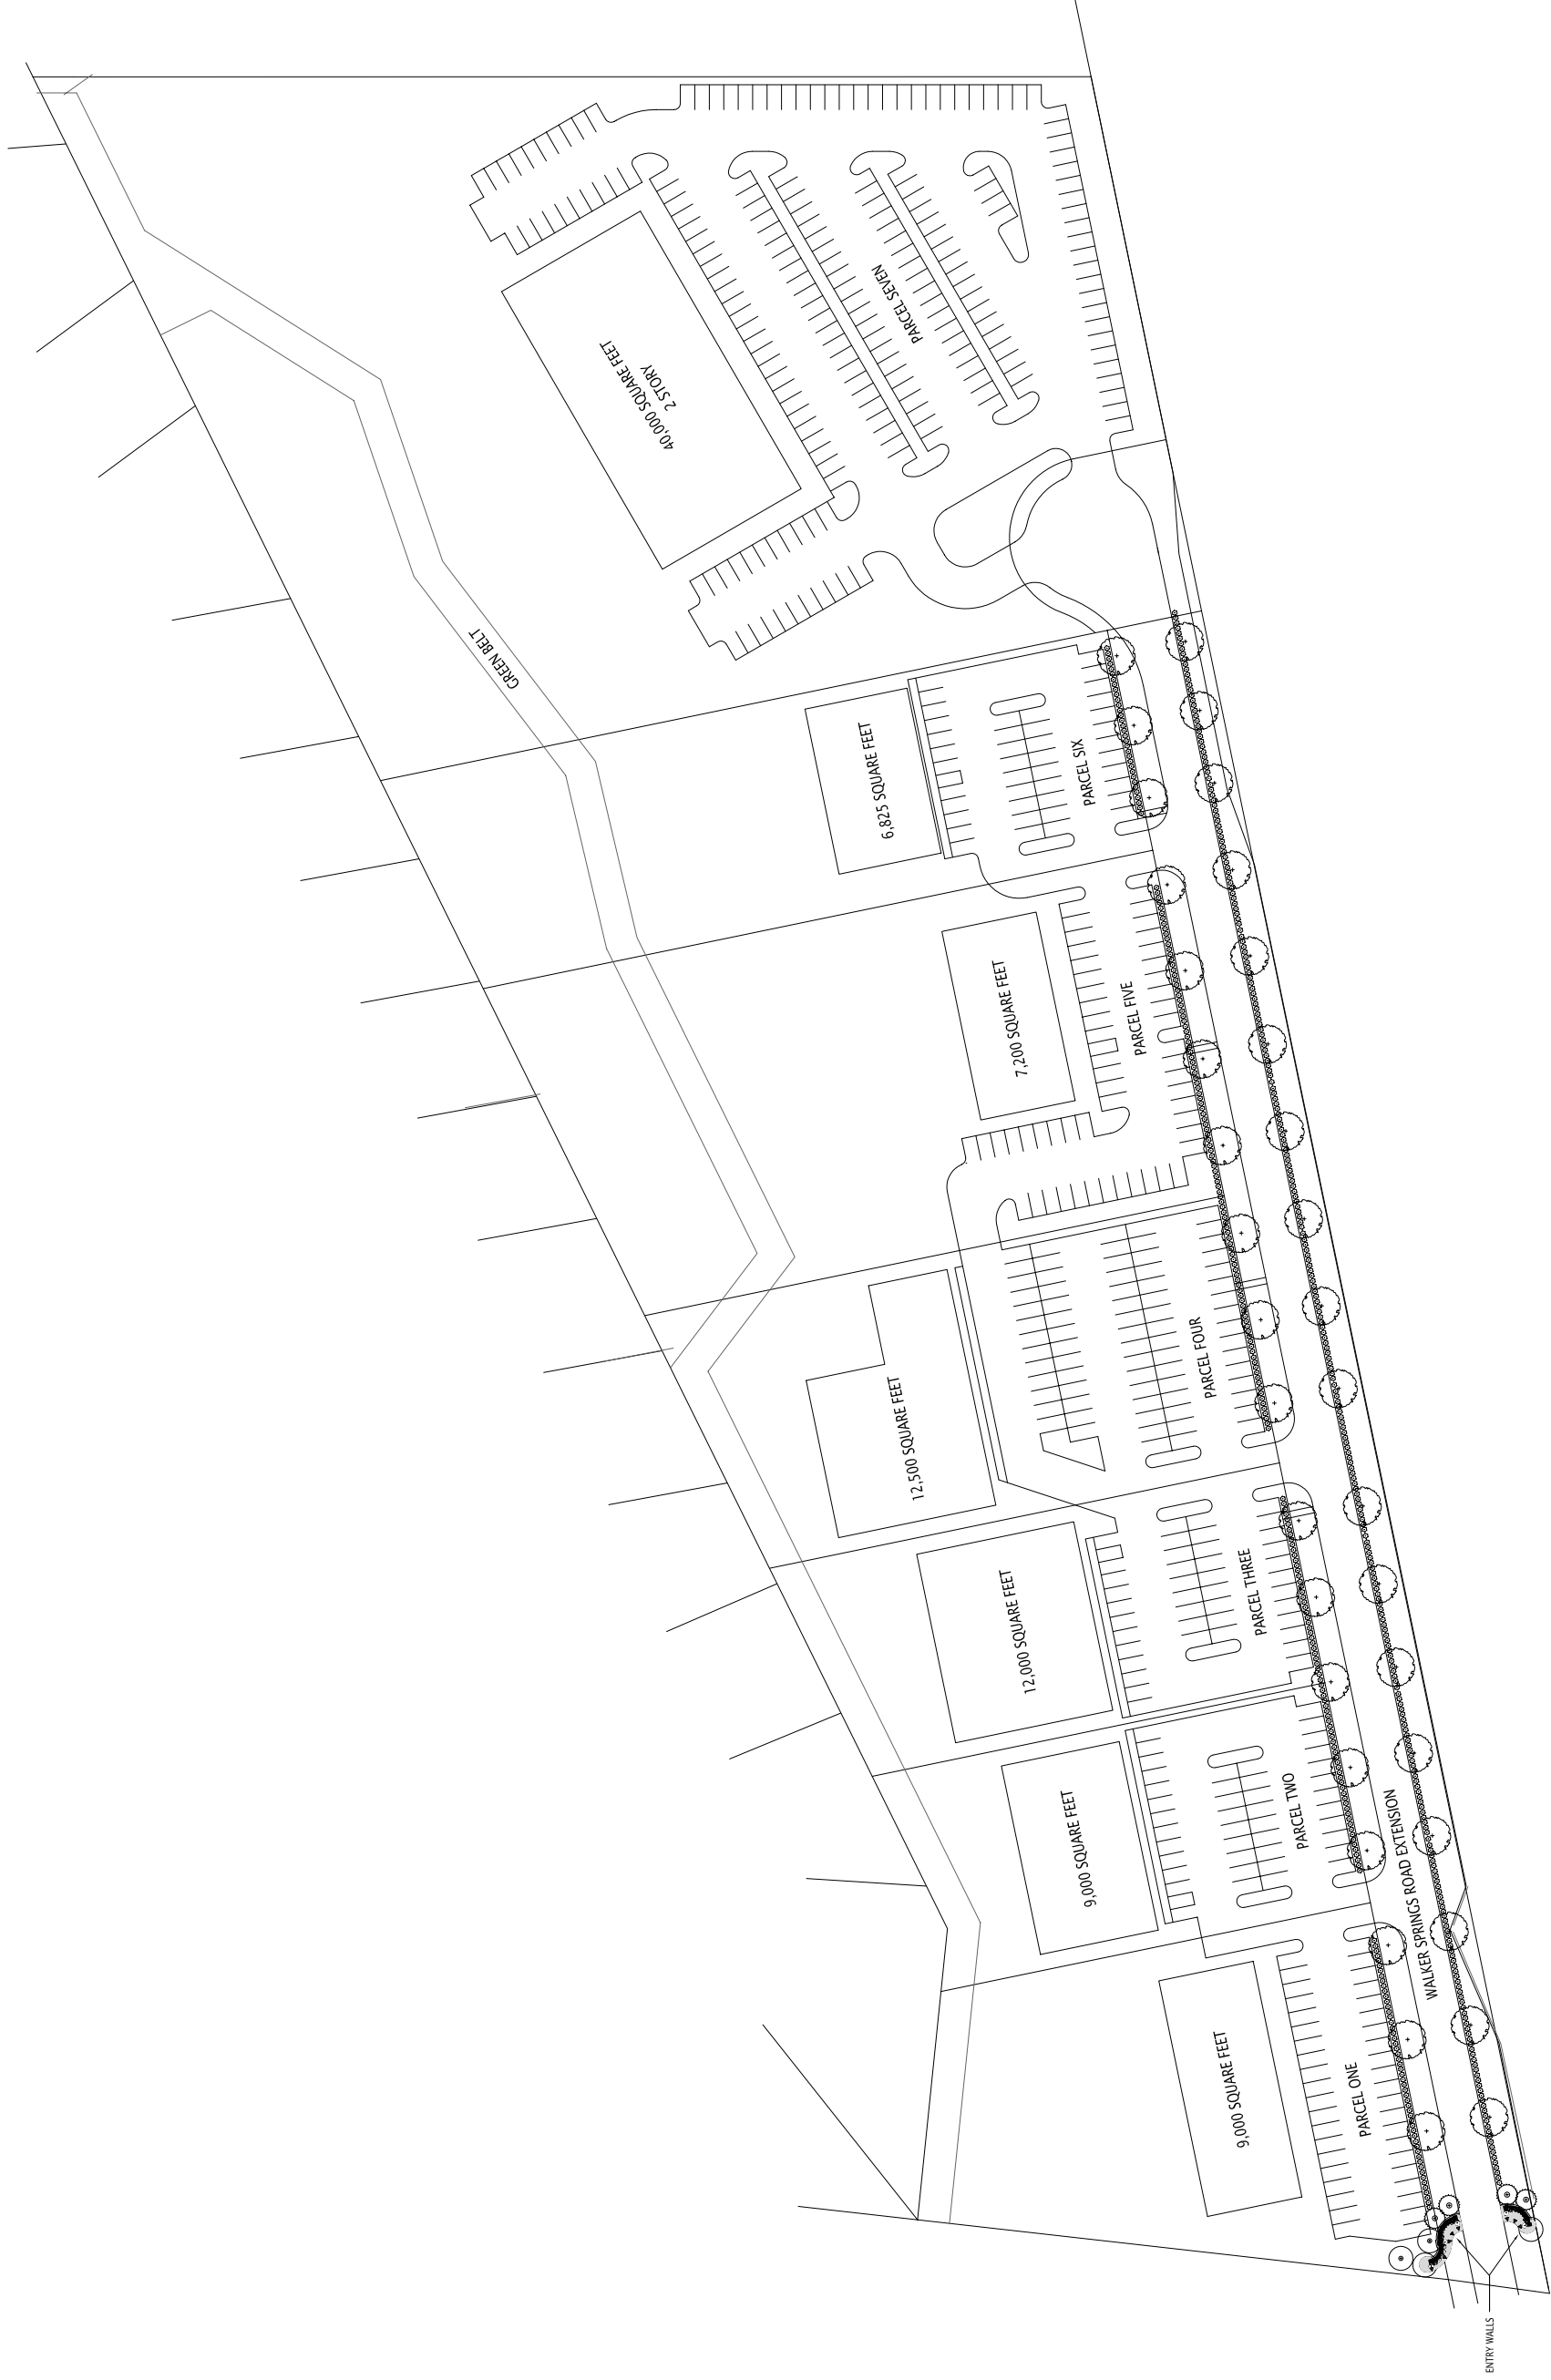 40,000 SQUARE FEET
2 STORY
PARCEL SEVEN
GREEN BELT
6,825 SQUARE FEET
PARCEL SIX
7,200 SQUARE FEET
PARCEL FIVE
12,500 SQUARE FEET
PARCEL FOUR
12,000 SQUARE FEET
PARCEL THREE
9,000 SQUARE FEET
PARCEL TWO
WALKER SPRINGS ROAD EXTENSION
9,000 SQUARE FEET
PARCEL ONE
ENTRY WALLS